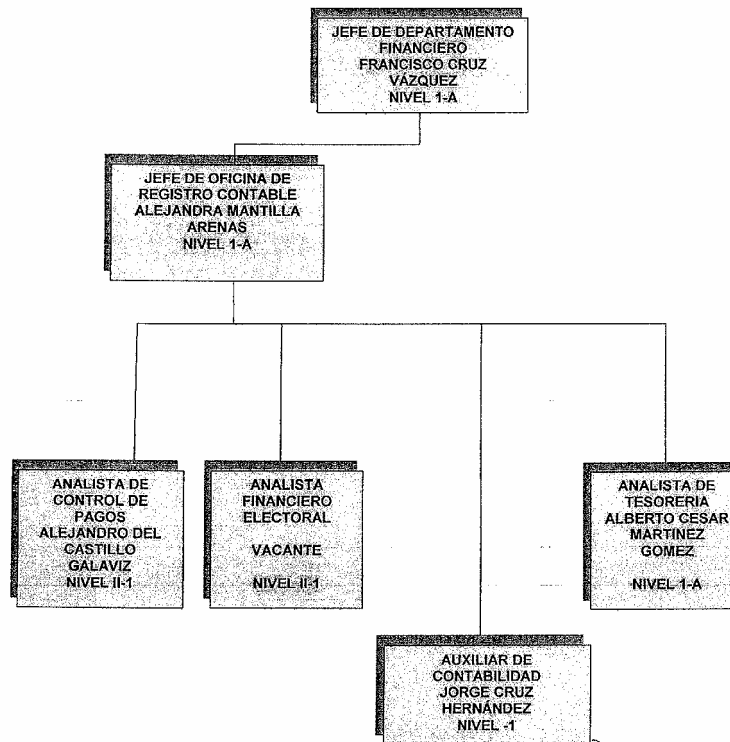 JEFE DE DEPARTAMENTO
FINANCIERO
FRANCISCO CRUZ
VÁZQUEZ
NIVEL 1-A
JEFE DE OFICINA DE
REGISTRO CONTABLE
ALEJANDRA MANTILLA
ARENAS
NIVEL 1-A
ANALISTA DE
CONTROL DE
PAGOS
ALEJANDRO DEL
CASTILLO
GALAVIZ
NIVEL II-1
ANALISTA
FINANCIERO
ELECTORAL
VACANTE
NIVEL II-1
ANALISTA DE
TESORERIA
ALBERTO CESAR
MARTINEZ
GOMEZ
NIVEL 1-A
AUXILIAR DE
CONTABILIDAD
JORGE CRUZ
HERNÁNDEZ
NIVEL -1